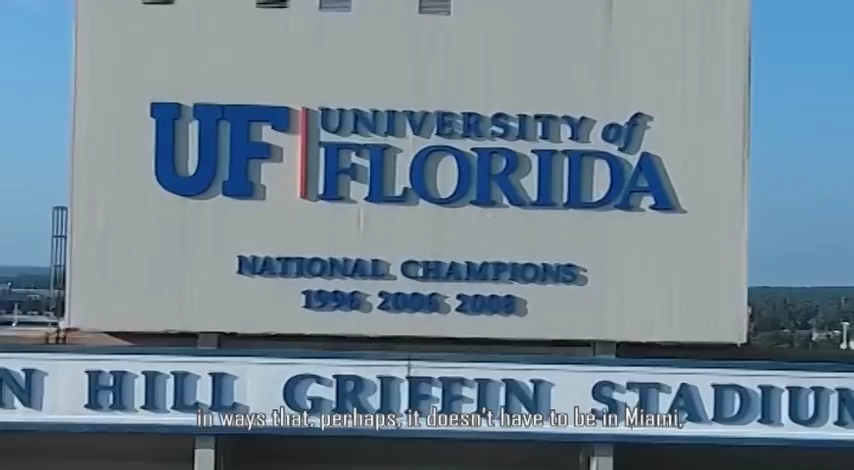 UF UNIVERSITY of
FLORIDA
NATIONAL CHAMPIONS
1996 2006 2008
N HILL GRIFFIN STADIUM
in ways that, perhaps, it doesn't have to be in Miami,